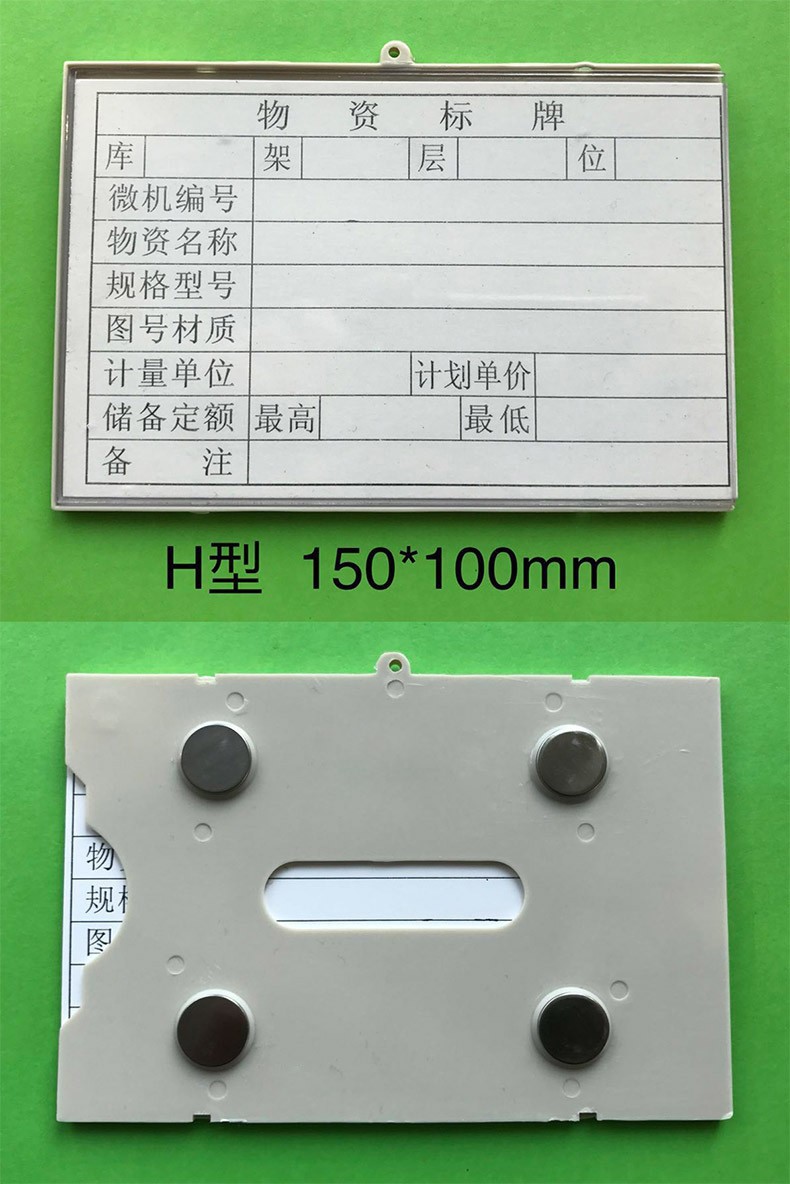 物资标牌
库 架 层 位
微机编号
物资名称
规格型号
图号材质
计量单位 计划单价
储备定额 最高 最低
备注
H型 150*100mm
物
规
图